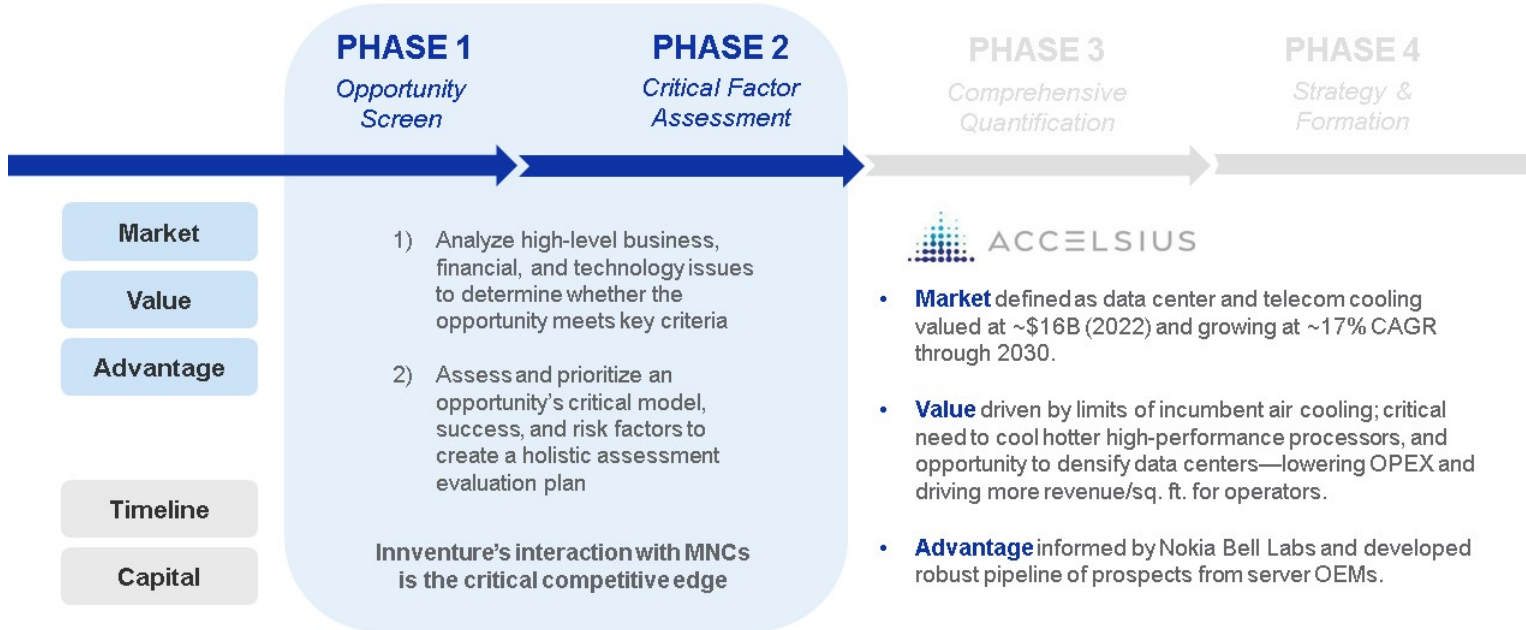 PHASE 1
Opportunity
Screen
PHASE 2
Critical Factor
Assessment
PHASE 3
Comprehensive
Quantification
PHASE 4
Strategy &
Formation
Market
Value
Advantage
Timeline
Capital
1) Analyze high-level business,
financial, and technology issues
to determine whether the
opportunity meets key criteria
2) Assess and prioritize an
opportunity's critical model,
success, and risk factors to
create a holistic assessment
evaluation plan
Innventure's interaction with MNCs
is the critical competitive edge
ACCELSIUS
• Market defined as data center and telecom cooling
valued at ~$16B (2022) and growing at ~17% CAGR
through 2030.
• Value driven by limits of incumbent air cooling; critical
need to cool hotter high-performance processors, and
opportunity to densify data centers—lowering OPEX and
driving more revenue/sq. ft. for operators.
• Advantage informed by Nokia Bell Labs and developed
robust pipeline of prospects from server OEMs.